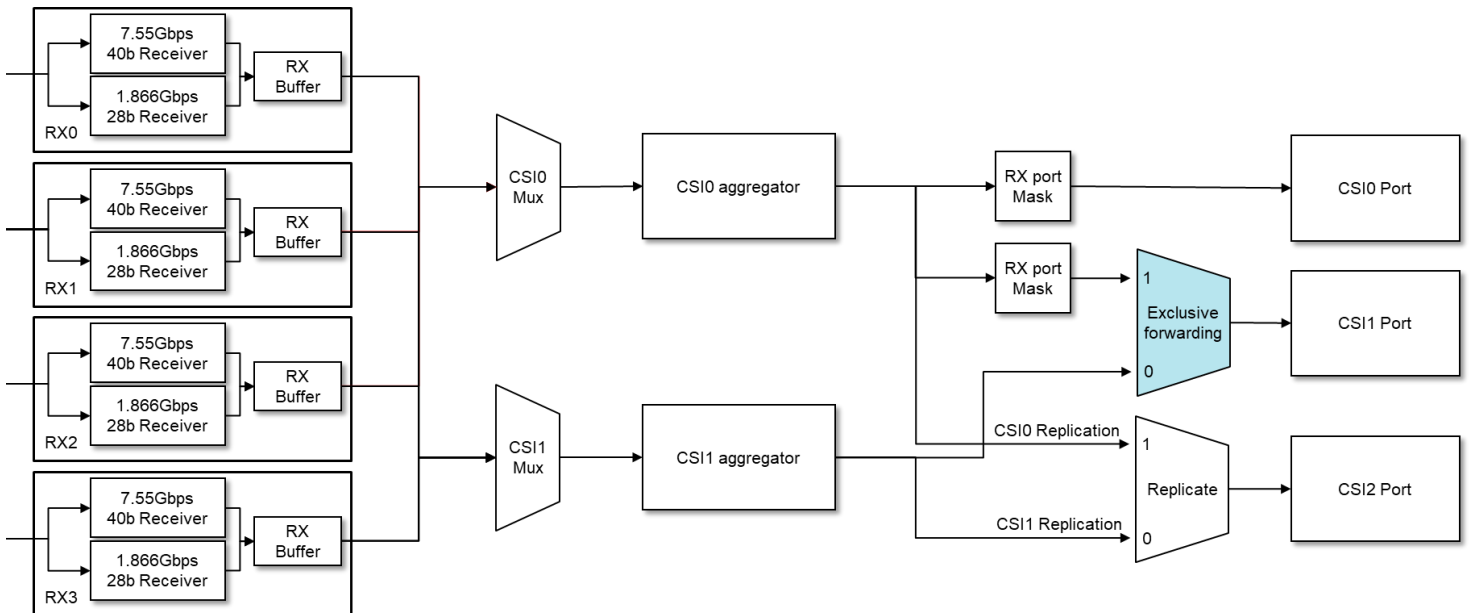 7.55Gbps
40b Receiver
1.866Gbps
28b Receiver
RX
Buffer
RX0
7.55Gbps
40b Receiver
1.866Gbps
28b Receiver
RX
Buffer
RX1
7.55Gbps
40b Receiver
1.866Gbps
28b Receiver
RX
Buffer
RX2
7.55Gbps
40b Receiver
1.866Gbps
28b Receiver
RX
Buffer
RX3
CSI0
Mux
CSI1
Mux
CSI0 aggregator
CSI1 aggregator
RX port
Mask
RX port
Mask
1
Exclusive
forwarding
0
CSI0 Replication
1
Replicate
CSI1 Replication
0
CSI0 Port
CSI1 Port
CSI2 Port